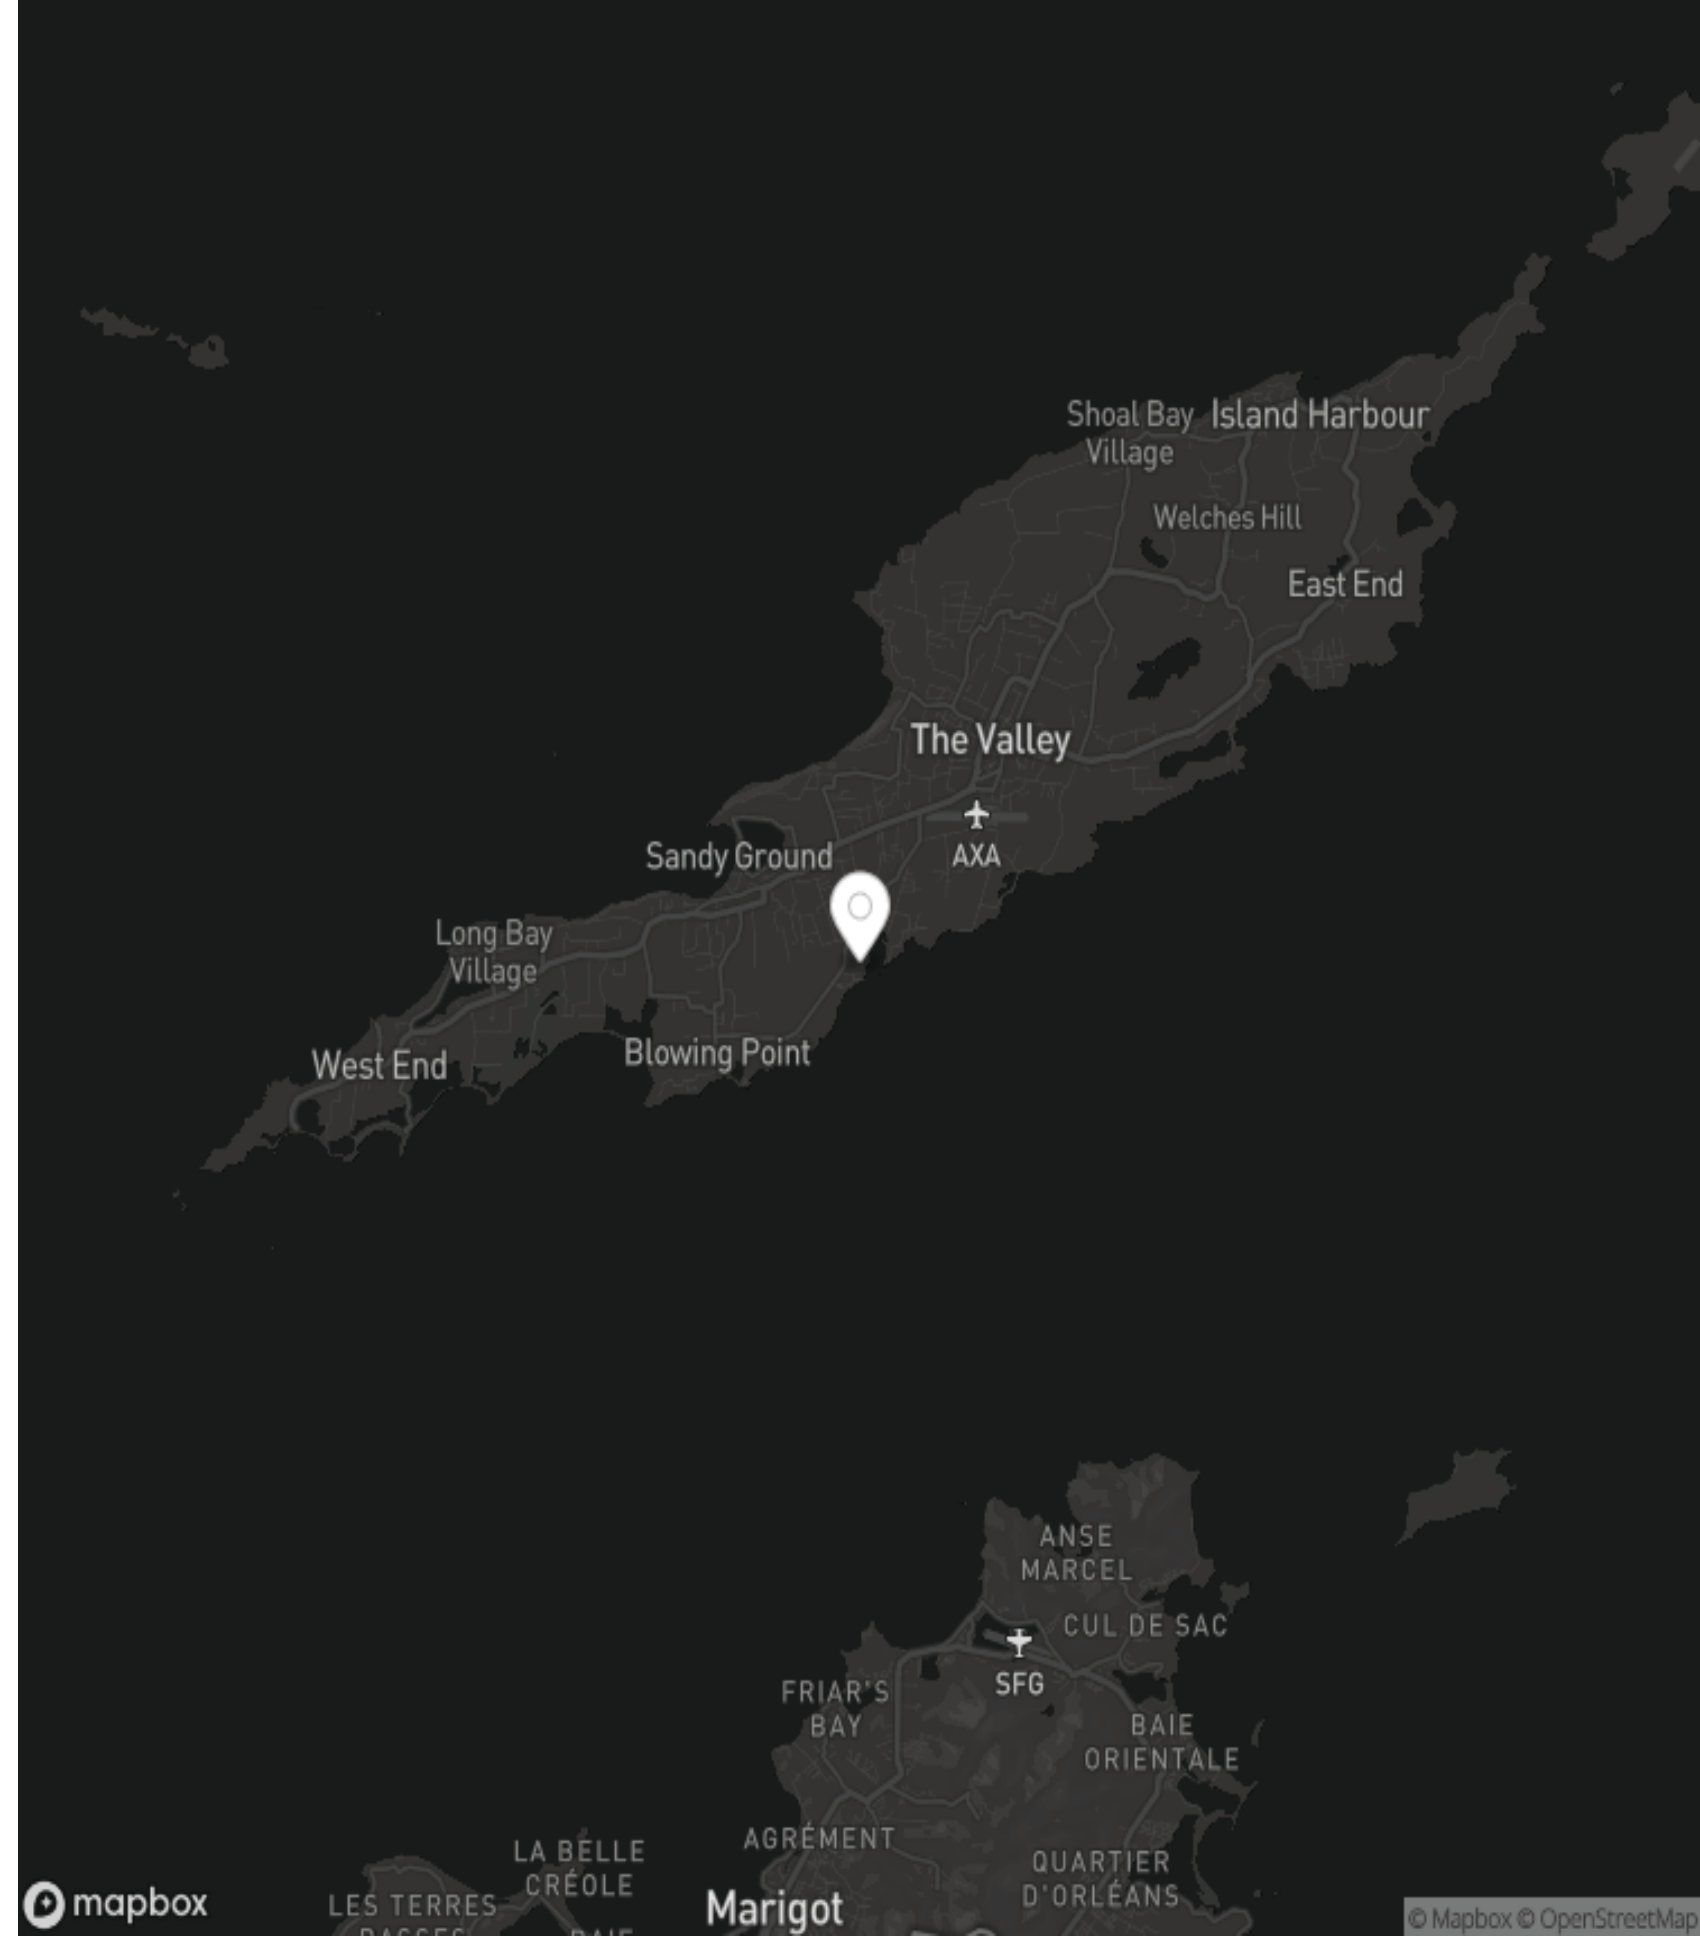 Shoal Bay
Village
Island Harbour
Welches Hill
East End
The Valley
AXA
Sandy Ground
Long Bay
Village
West End
Blowing Point
ANSE
MARCEL
CUL DE SAC
SFG
FRIAR'S
BAY
BAIE
ORIENTALE
AGRÉMENT
LA BELLE
CRÉOLE
QUARTIER
D'ORLÉANS
LES TERRES
BASSES
BAIE
Marigot
mapbox
© Mapbox © OpenStreetMap